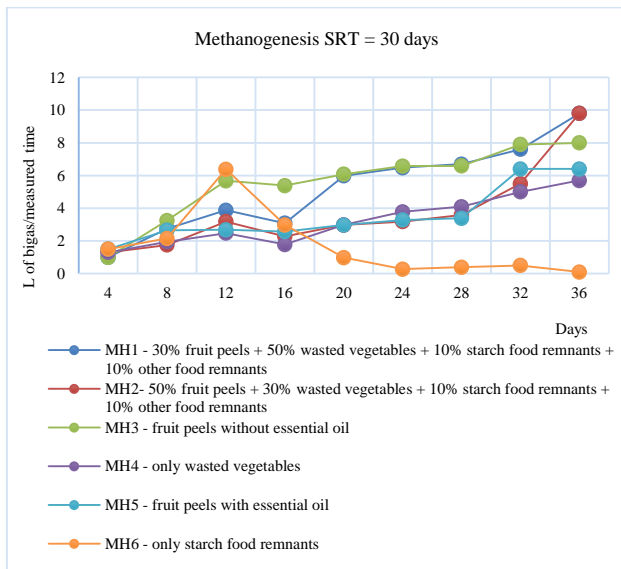 Methanogenesis SRT = 30 days
12
10
8
6
4
2
0
L of bigas/measured time
4 8 12 16 20 24 28 32 36
Days
MH1 - 30% fruit peels + 50% wasted vegetables + 10% starch food remnants +
10% other food remnants
MH2- 50% fruit peels + 30% wasted vegetables + 10% starch food remnants +
10% other food remnants
MH3 - fruit peels without essential oil
MH4 - only wasted vegetables
MH5 - fruit peels with essential oil
MH6 - only starch food remnants